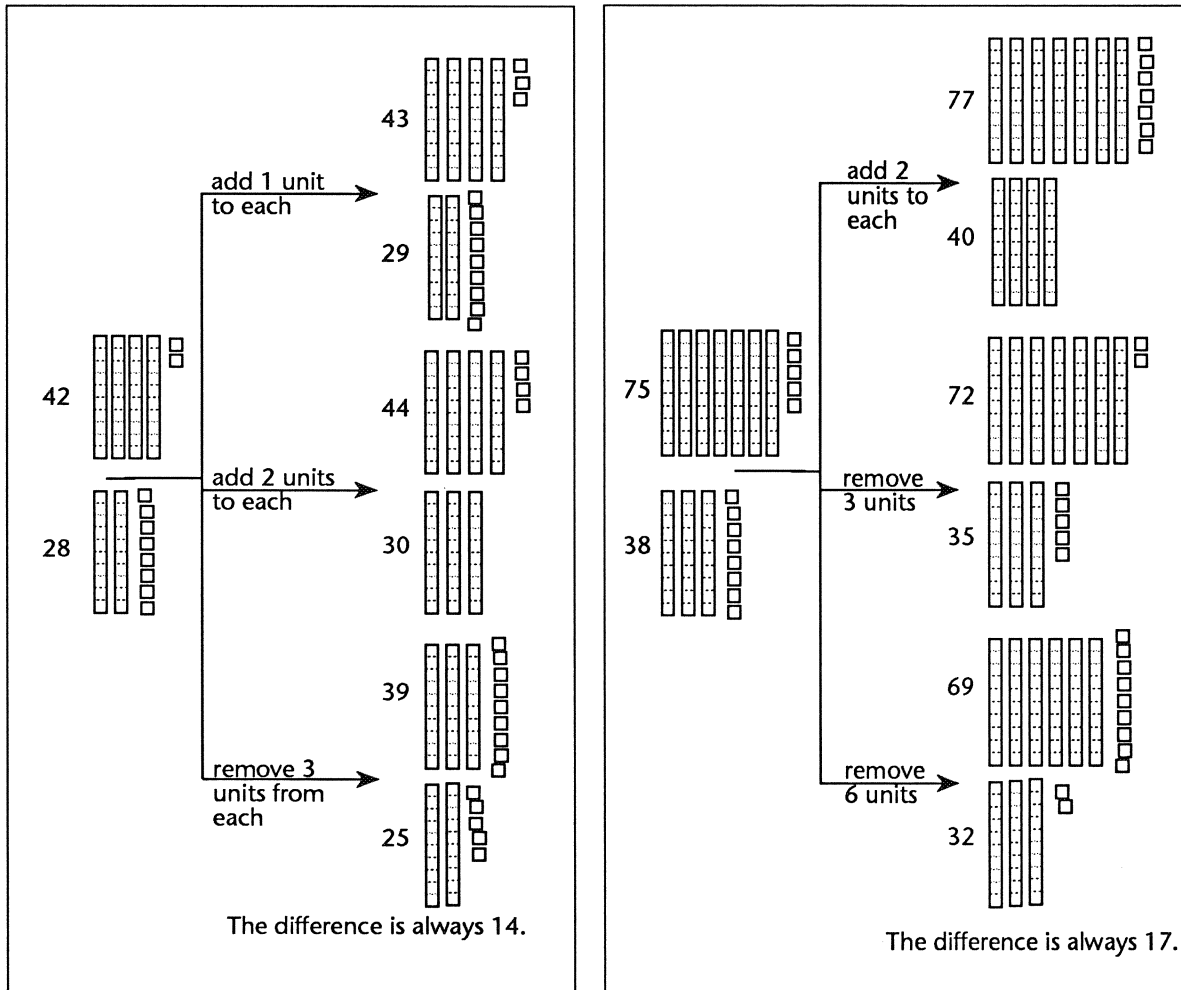 43
add 1 unit
to each
29
42
44
add 2 units
to each
28
30
39
remove 3
units from
each
25
The difference is always 14.
77
add 2
units to
each
40
75
72
remove
3 units
38
35
69
remove
6 units
32
The difference is always 17.